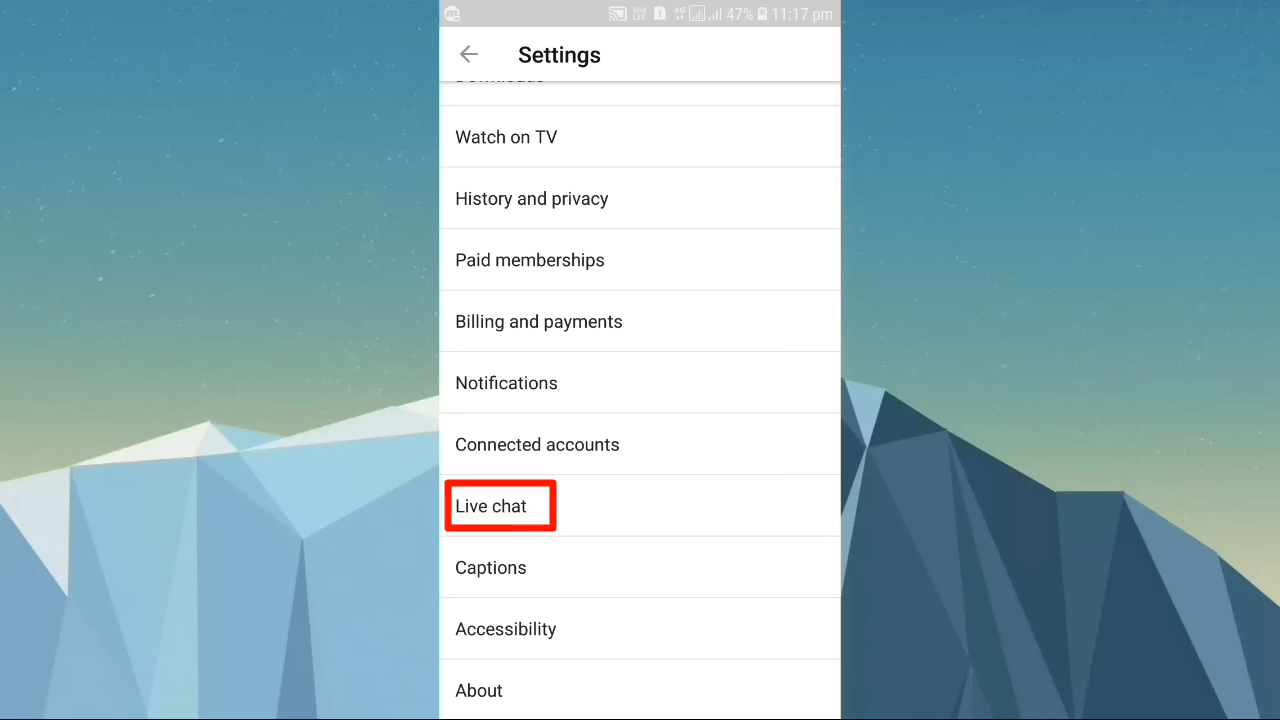 47% 11:17 pm
Settings
Watch on TV
History and privacy
Paid memberships
Billing and payments
Notifications
Connected accounts
Live chat
Captions
Accessibility
About